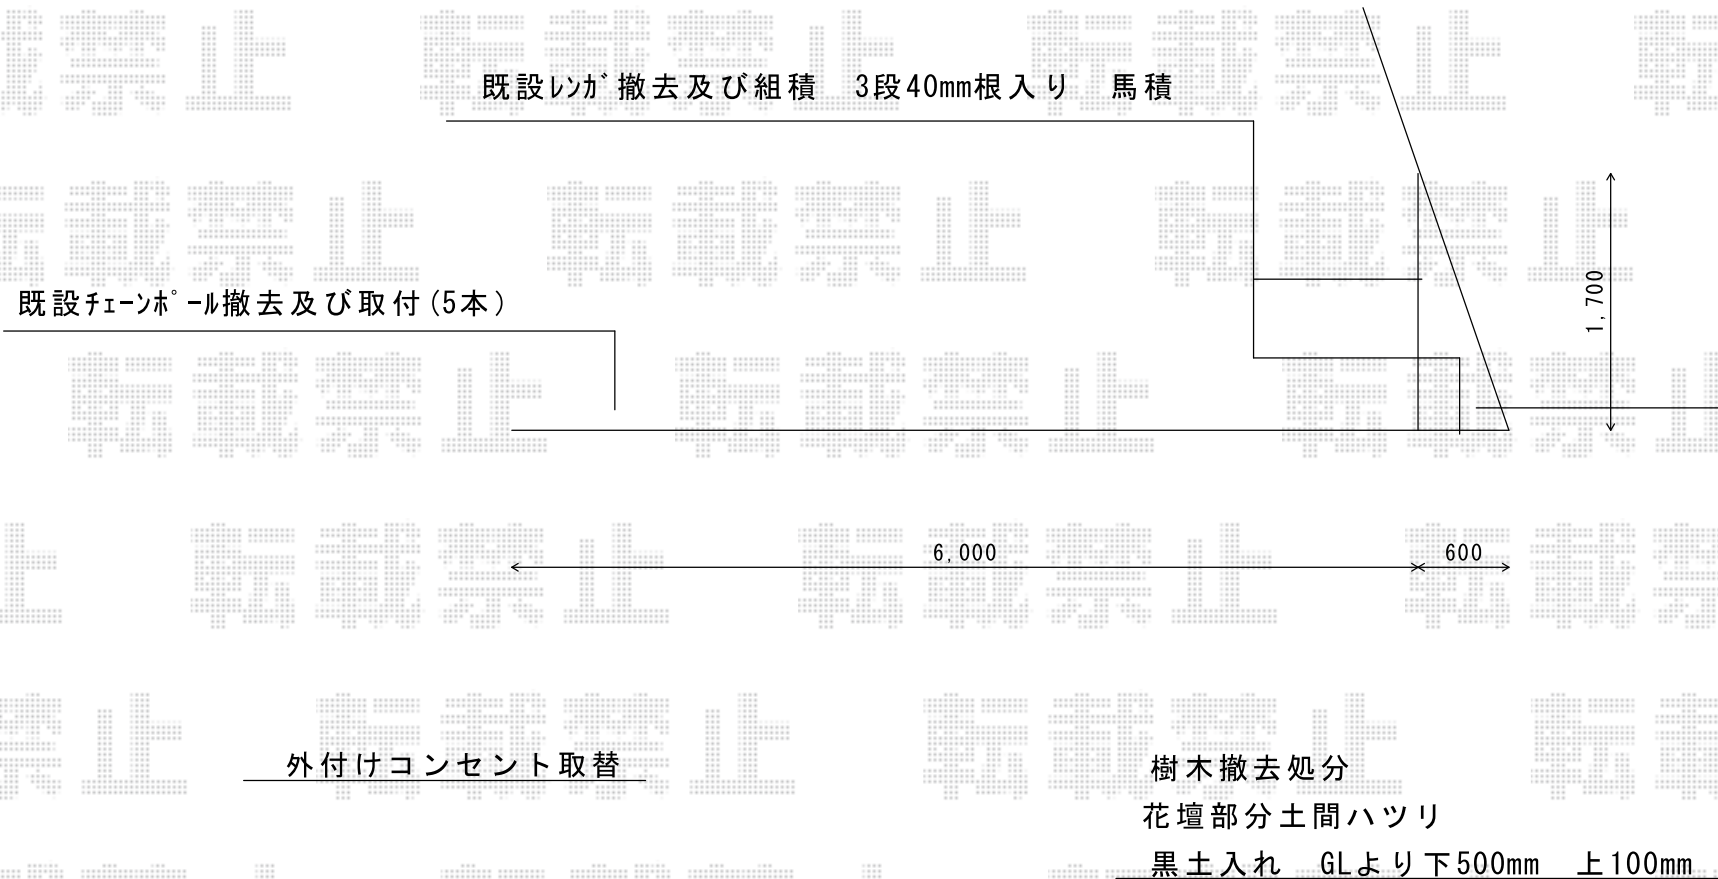 既設レンガ撤去及び組積　3段40mm根入り　馬積
1,700
既設チェーンポール撤去及び取付(5本)
6,000
600
外付けコンセント取替
樹木撤去処分
花壇部分土間ハツリ
黒土入れ　GLより下500mm　上100mm
転載禁止